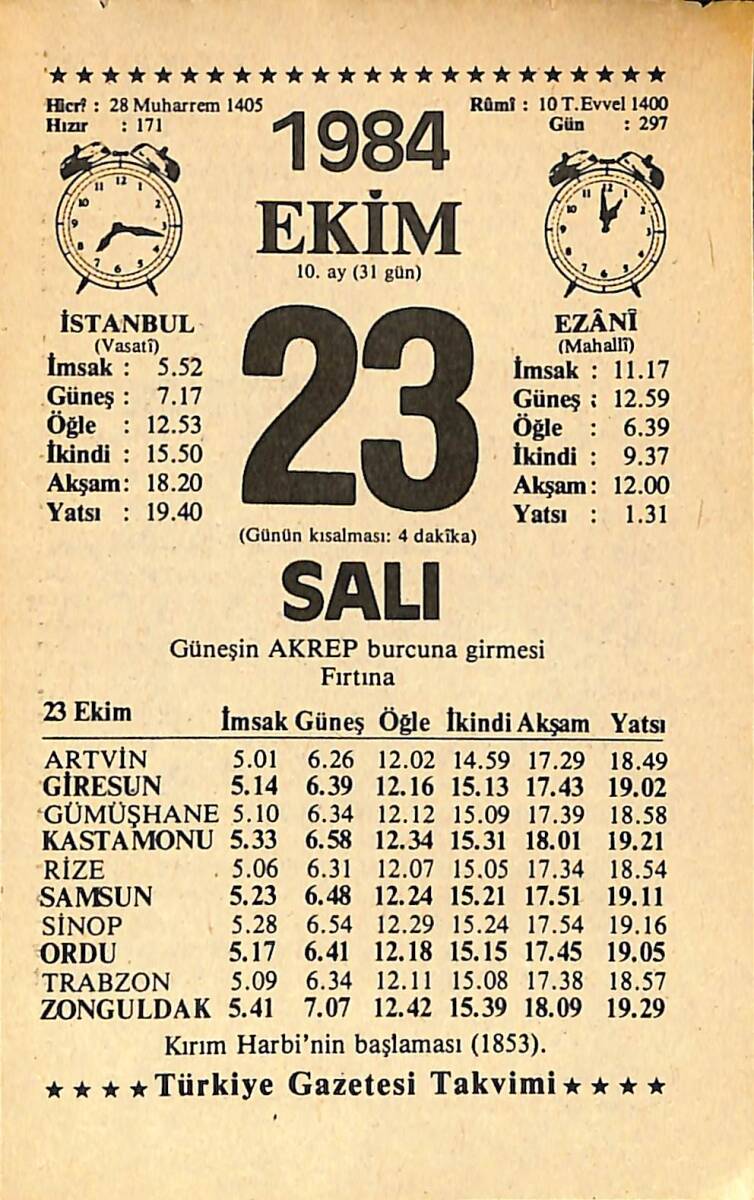 Hicrî : 28 Muharrem 1405
Hızır : 171
Rûmî : 10 T.Evvel 1400
Gün : 297
1984
EKİM
10. ay (31 gün)
23
İSTANBUL
(Vasatî)
İmsak : 5.52
Güneş : 7.17
Öğle : 12.53
İkindi : 15.50
Akşam : 18.20
Yatsı : 19.40
EZÂNÎ
(Mahallî)
İmsak : 11.17
Güneş : 12.59
Öğle : 6.39
İkindi : 9.37
Akşam : 12.00
Yatsı : 1.31
(Günün kısalması: 4 dakîka)
SALI
Güneşin AKREP burcuna girmesi
Fırtına
23 Ekim İmsak Güneş Öğle İkindi Akşam Yatsı
ARTVİN 5.01 6.26 12.02 14.59 17.29 18.49
GİRESUN 5.14 6.39 12.16 15.13 17.43 19.02
GÜMÜŞHANE 5.10 6.34 12.12 15.09 17.39 18.58
KASTAMONU 5.33 6.58 12.34 15.31 18.01 19.21
RİZE 5.06 6.31 12.07 15.05 17.34 18.54
SAMSUN 5.23 6.48 12.24 15.21 17.51 19.11
SİNOP 5.28 6.54 12.29 15.24 17.54 19.16
ORDU 5.17 6.41 12.18 15.15 17.45 19.05
TRABZON 5.09 6.34 12.11 15.08 17.38 18.57
ZONGULDAK 5.41 7.07 12.42 15.39 18.09 19.29
Kırım Harbi'nin başlaması (1853).
Türkiye Gazetesi Takvimi